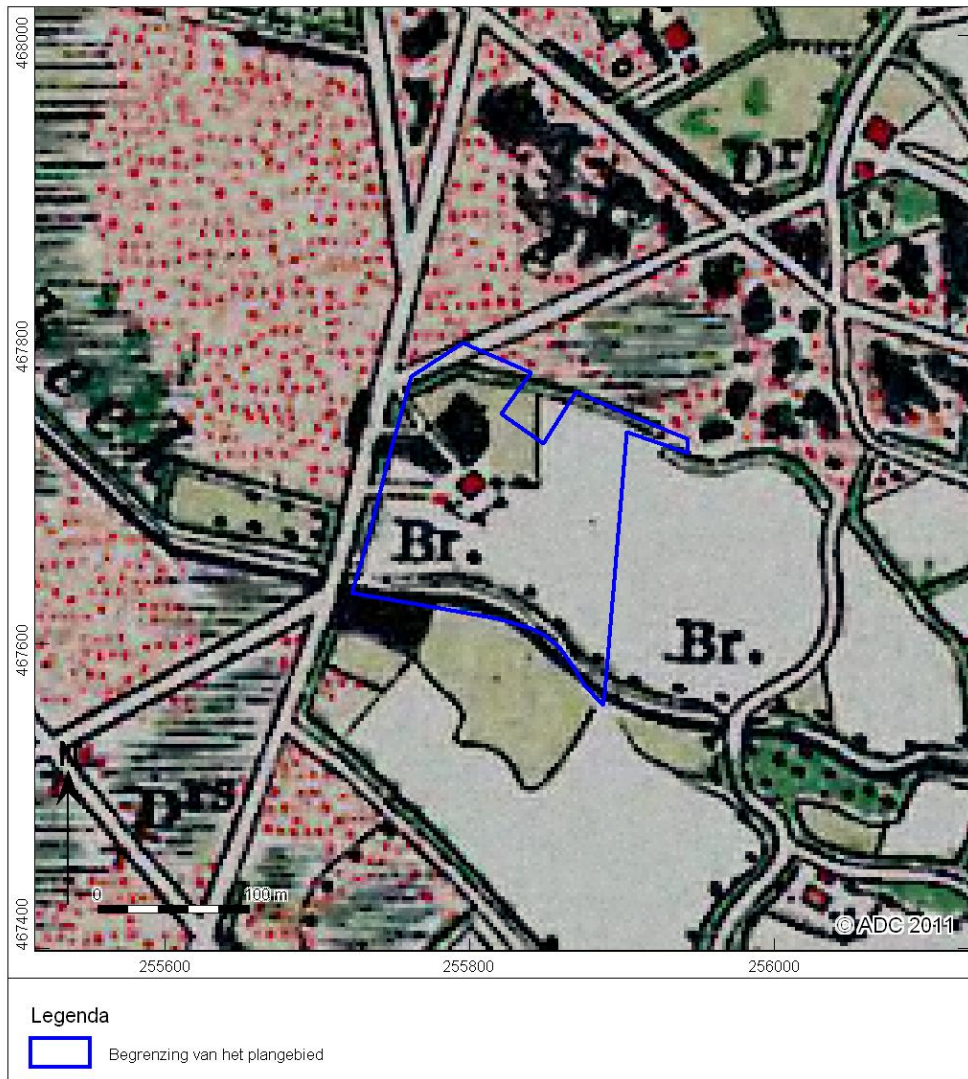 468000
467800
467600
467400
Dr
Br.
Br.
Drs
N
0 100 m
© ADC 2011
255600
255800
256000
Legenda
Begrenzing van het plangebied